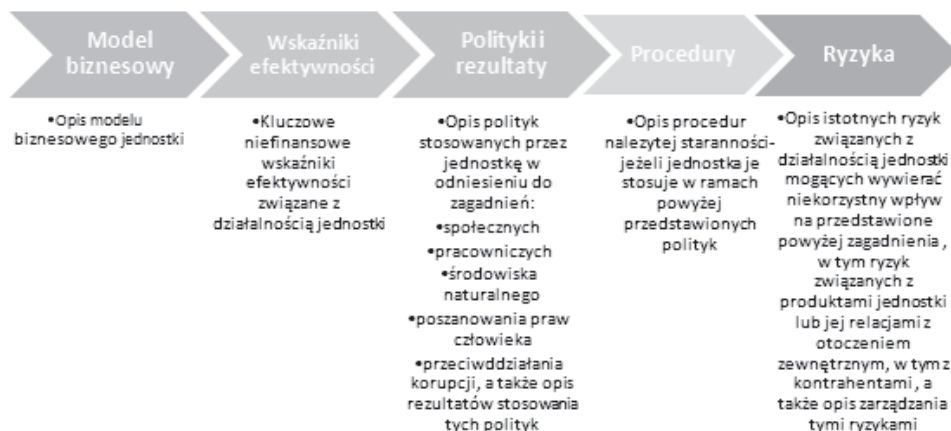 Model
biznesowy
•Opis modelu
biznesowego jednostki
Wskaźniki
efektywności
•Kluczowe
niefinansowe
wskaźniki
efektywności
związane z
działalnością jednostki
Polityki i
rezultaty
•Opis polityk
stosowanych przez
jednostkę w
odniesieniu do
zagadnień:
•społecznych
•pracowniczych
•środowiska
naturalnego
•poszanowania praw
człowieka
•przeciwddziałania
korupcji, a także opis
rezultatów stosowania
tych polityk
Procedury
•Opis procedur
nalezytej staranności-
jeżeli jednostka je
stosuje w ramach
powyżej
przedstawionych
polityk
Ryzyka
•Opis istotnych ryzyk
związanych z
działalnością jednostki
mogących wywierać
niekorzystny wpływ
na przedstawione
powyżej zagadnienia ,
w tym ryzyk
związanych z
produktami jednostki
lub jej relacjami z
otoczeniem
zewnętrznym, w tym z
kontrahentami, a
także opis zarządzania
tymi ryzykami